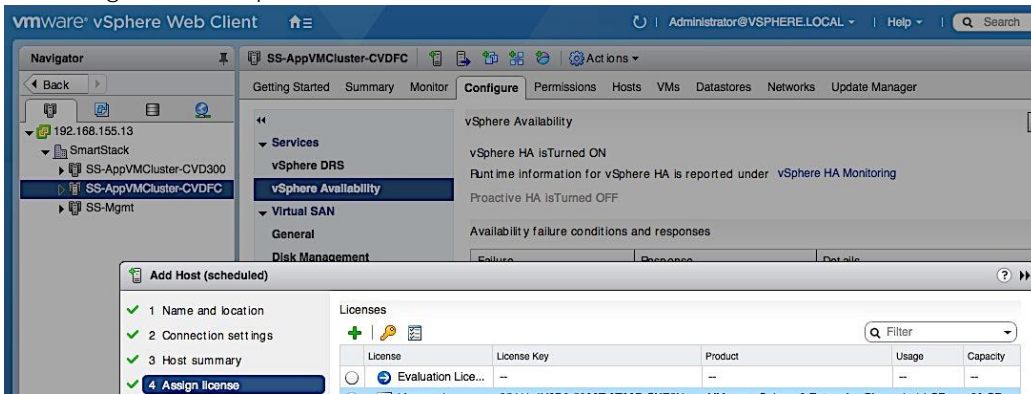 vmware® vSphere Web Client
Administrator@VSPHERE.LOCAL
Help
Search
Navigator
SS-AppVMCluster-CVDFC
Actions
Back
Getting Started Summary Monitor Configure Permissions Hosts VMs Datastores Networks Update Manager
192.168.155.13
SmartStack
SS-AppVMCluster-CVD300
SS-AppVMCluster-CVDFC
SS-Mgmt
Services
vSphere DRS
vSphere Availability
Virtual SAN
General
Disk Management
vSphere Availability
vSphere HA isTurned ON
Runtime information for vSphere HA is reported under vSphere HA Monitoring
Proactive HA isTurned OFF
Availability failure conditions and responses
Failure Response Details
Add Host (scheduled)
1 Name and location
2 Connection settings
3 Host summary
4 Assign license
Licenses
Filter
License License Key Product Usage Capacity
Evaluation Lice... -- -- -- --